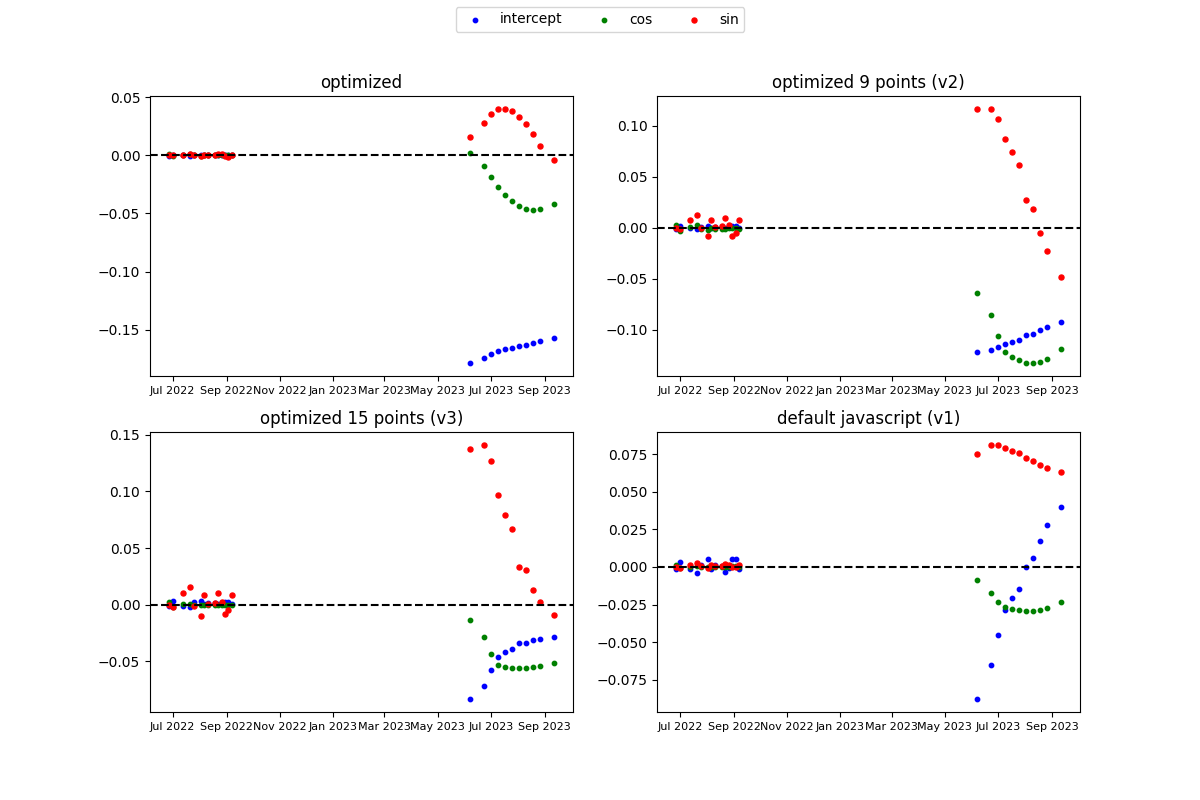 intercept cos sin
optimized
0.05
0.00
−0.05
−0.10
−0.15
Jul 2022 Sep 2022 Nov 2022 Jan 2023 Mar 2023 May 2023 Jul 2023 Sep 2023
optimized 9 points (v2)
0.10
0.05
0.00
−0.05
−0.10
Jul 2022 Sep 2022 Nov 2022 Jan 2023 Mar 2023 May 2023 Jul 2023 Sep 2023
optimized 15 points (v3)
0.15
0.10
0.05
0.00
−0.05
Jul 2022 Sep 2022 Nov 2022 Jan 2023 Mar 2023 May 2023 Jul 2023 Sep 2023
default javascript (v1)
0.075
0.050
0.025
0.000
−0.025
−0.050
−0.075
Jul 2022 Sep 2022 Nov 2022 Jan 2023 Mar 2023 May 2023 Jul 2023 Sep 2023